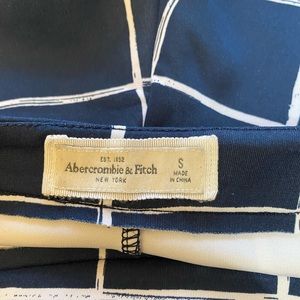 EST. 1892
Abercrombie & Fitch
NEW YORK
S
MADE
IN CHINA